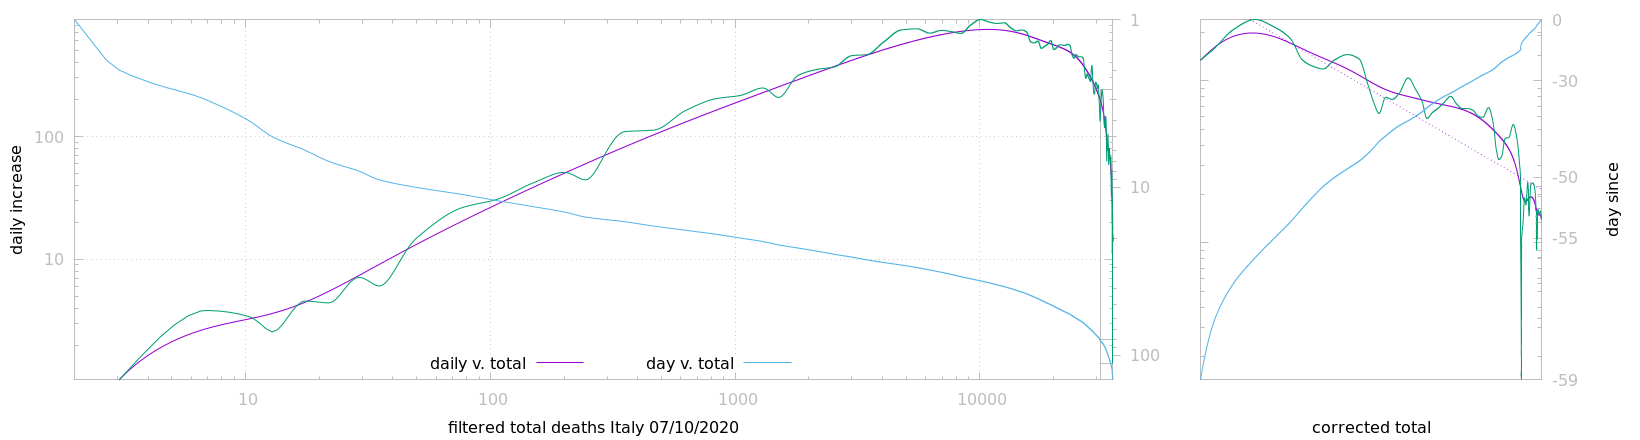 daily increase
100
10
10
100
1000
10000
1
10
100
daily v. total
day v. total
filtered total deaths Italy 07/10/2020
0
-30
-50
-55
-59
day since
corrected total